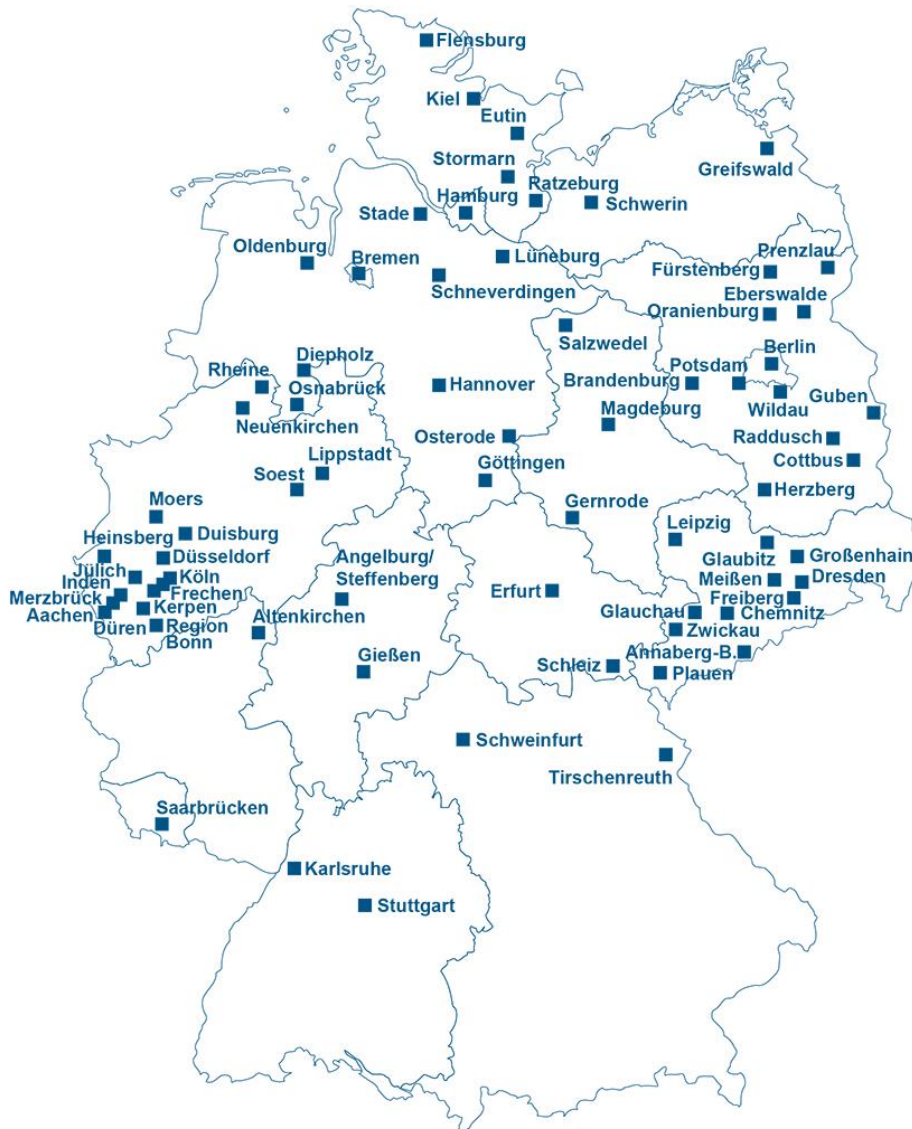 Flensburg
Kiel
Eutin
Stormarn
Greifswald
Ratzeburg
Hamburg
Schwerin
Stade
Oldenburg
Bremen
Lüneburg
Prenzlau
Fürstenberg
Schneverdingen
Eberswalde
Oranienburg
Salzwedel
Diepholz
Berlin
Rheine
Potsdam
Osnabrück
Hannover
Brandenburg
Guben
Wildau
Magdeburg
Neuenkirchen
Osterode
Raddusch
Lippstadt
Cottbus
Göttingen
Soest
Herzberg
Moers
Gernrode
Leipzig
Duisburg
Heinsberg
Angelburg/
Steffenberg
Düsseldorf
Glaubitz
Großenhain
Jülich
Köln
Meißen
Dresden
Inden
Frechen
Erfurt
Merzbrück
Freiberg
Kerpen
Aachen
Altenkirchen
Glauchau
Chemnitz
Düren
Region
Bonn
Zwickau
Annaberg-B.
Gießen
Schleiz
Plauen
Schweinfurt
Tirschenreuth
Saarbrücken
Karlsruhe
Stuttgart